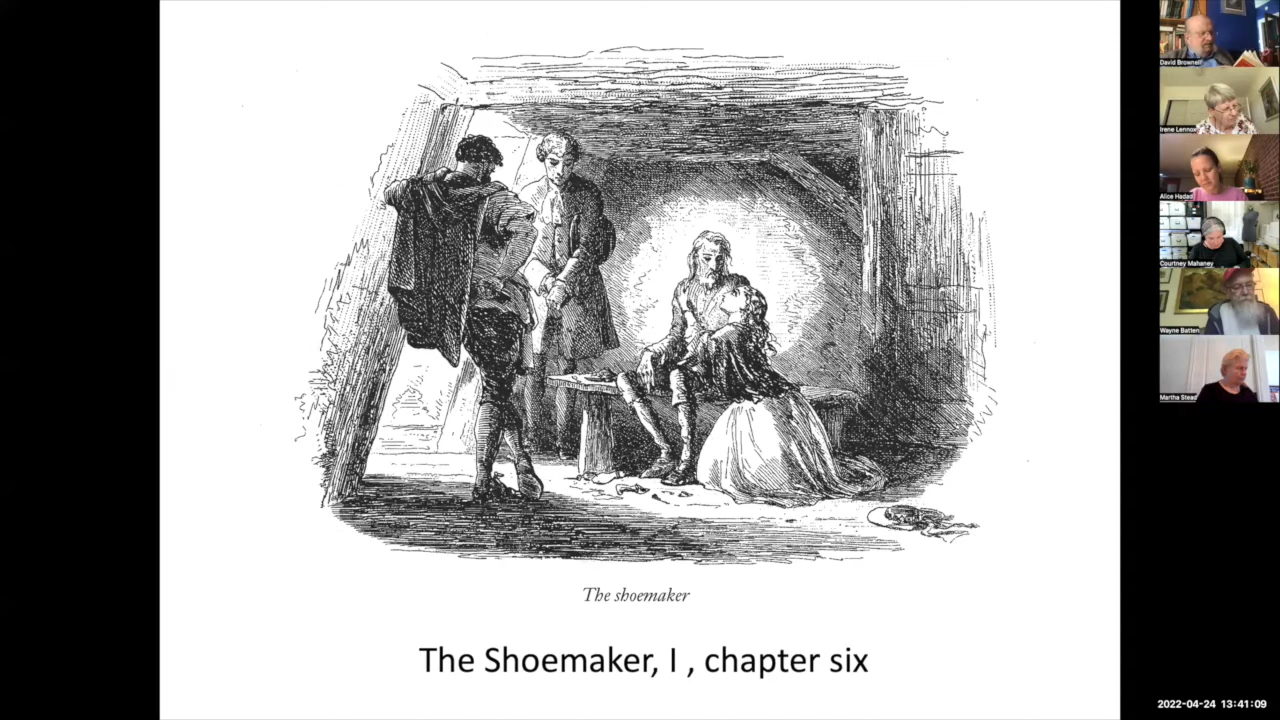 The shoemaker
The Shoemaker, I , chapter six
David Brownell
Irene Lennox
Alice Hadad
Courtney Mahaney
Wayne Batten
Martha Stead
2022-04-24 13:41:09